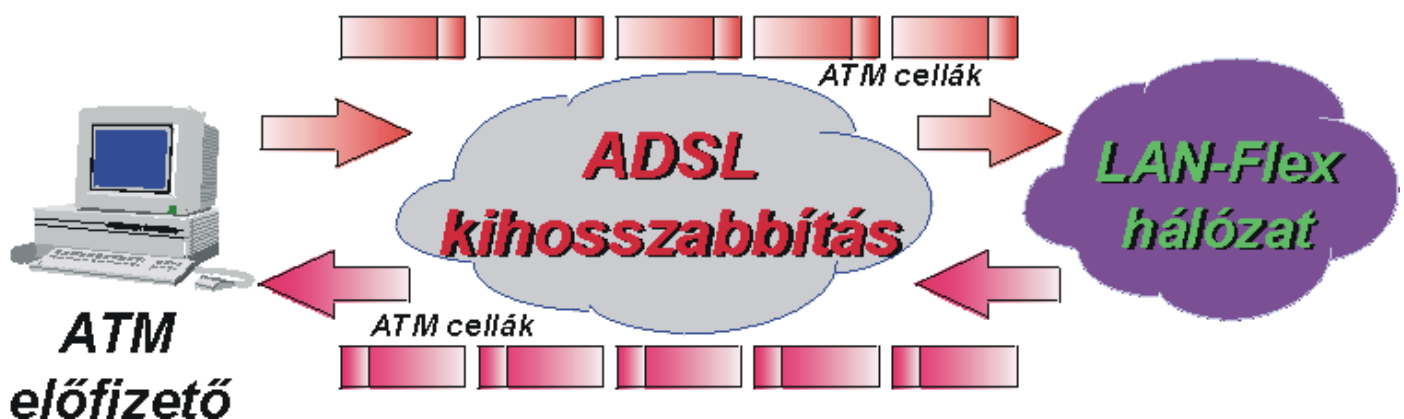 ATM cellák
ADSL
kihosszabbítás
LAN-Flex
hálózat
ATM
előfizető
ATM cellák